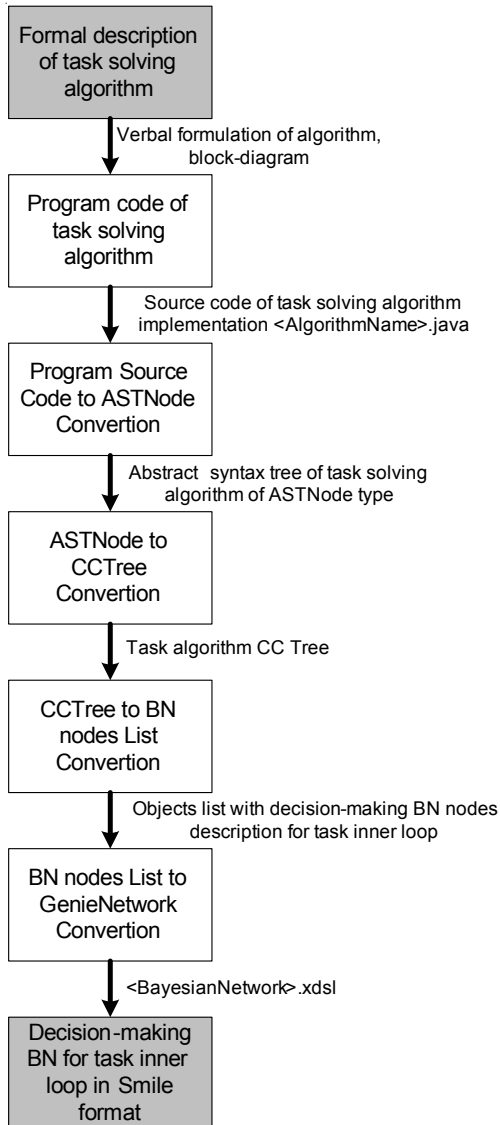 Formal description
of task solving
algorithm
Verbal formulation of algorithm,
block-diagram
Program code of
task solving
algorithm
Source code of task solving algorithm
implementation <AlgorithmName>.java
Program Source
Code to ASTNode
Convertion
Abstract syntax tree of task solving
algorithm of ASTNode type
ASTNode to
CCTree
Convertion
Task algorithm CC Tree
CCTree to BN
nodes List
Convertion
Objects list with decision-making BN nodes
description for task inner loop
BN nodes List to
GenieNetwork
Convertion
<BayesianNetwork>.xdsl
Decision-making
BN for task inner
loop in Smile
format